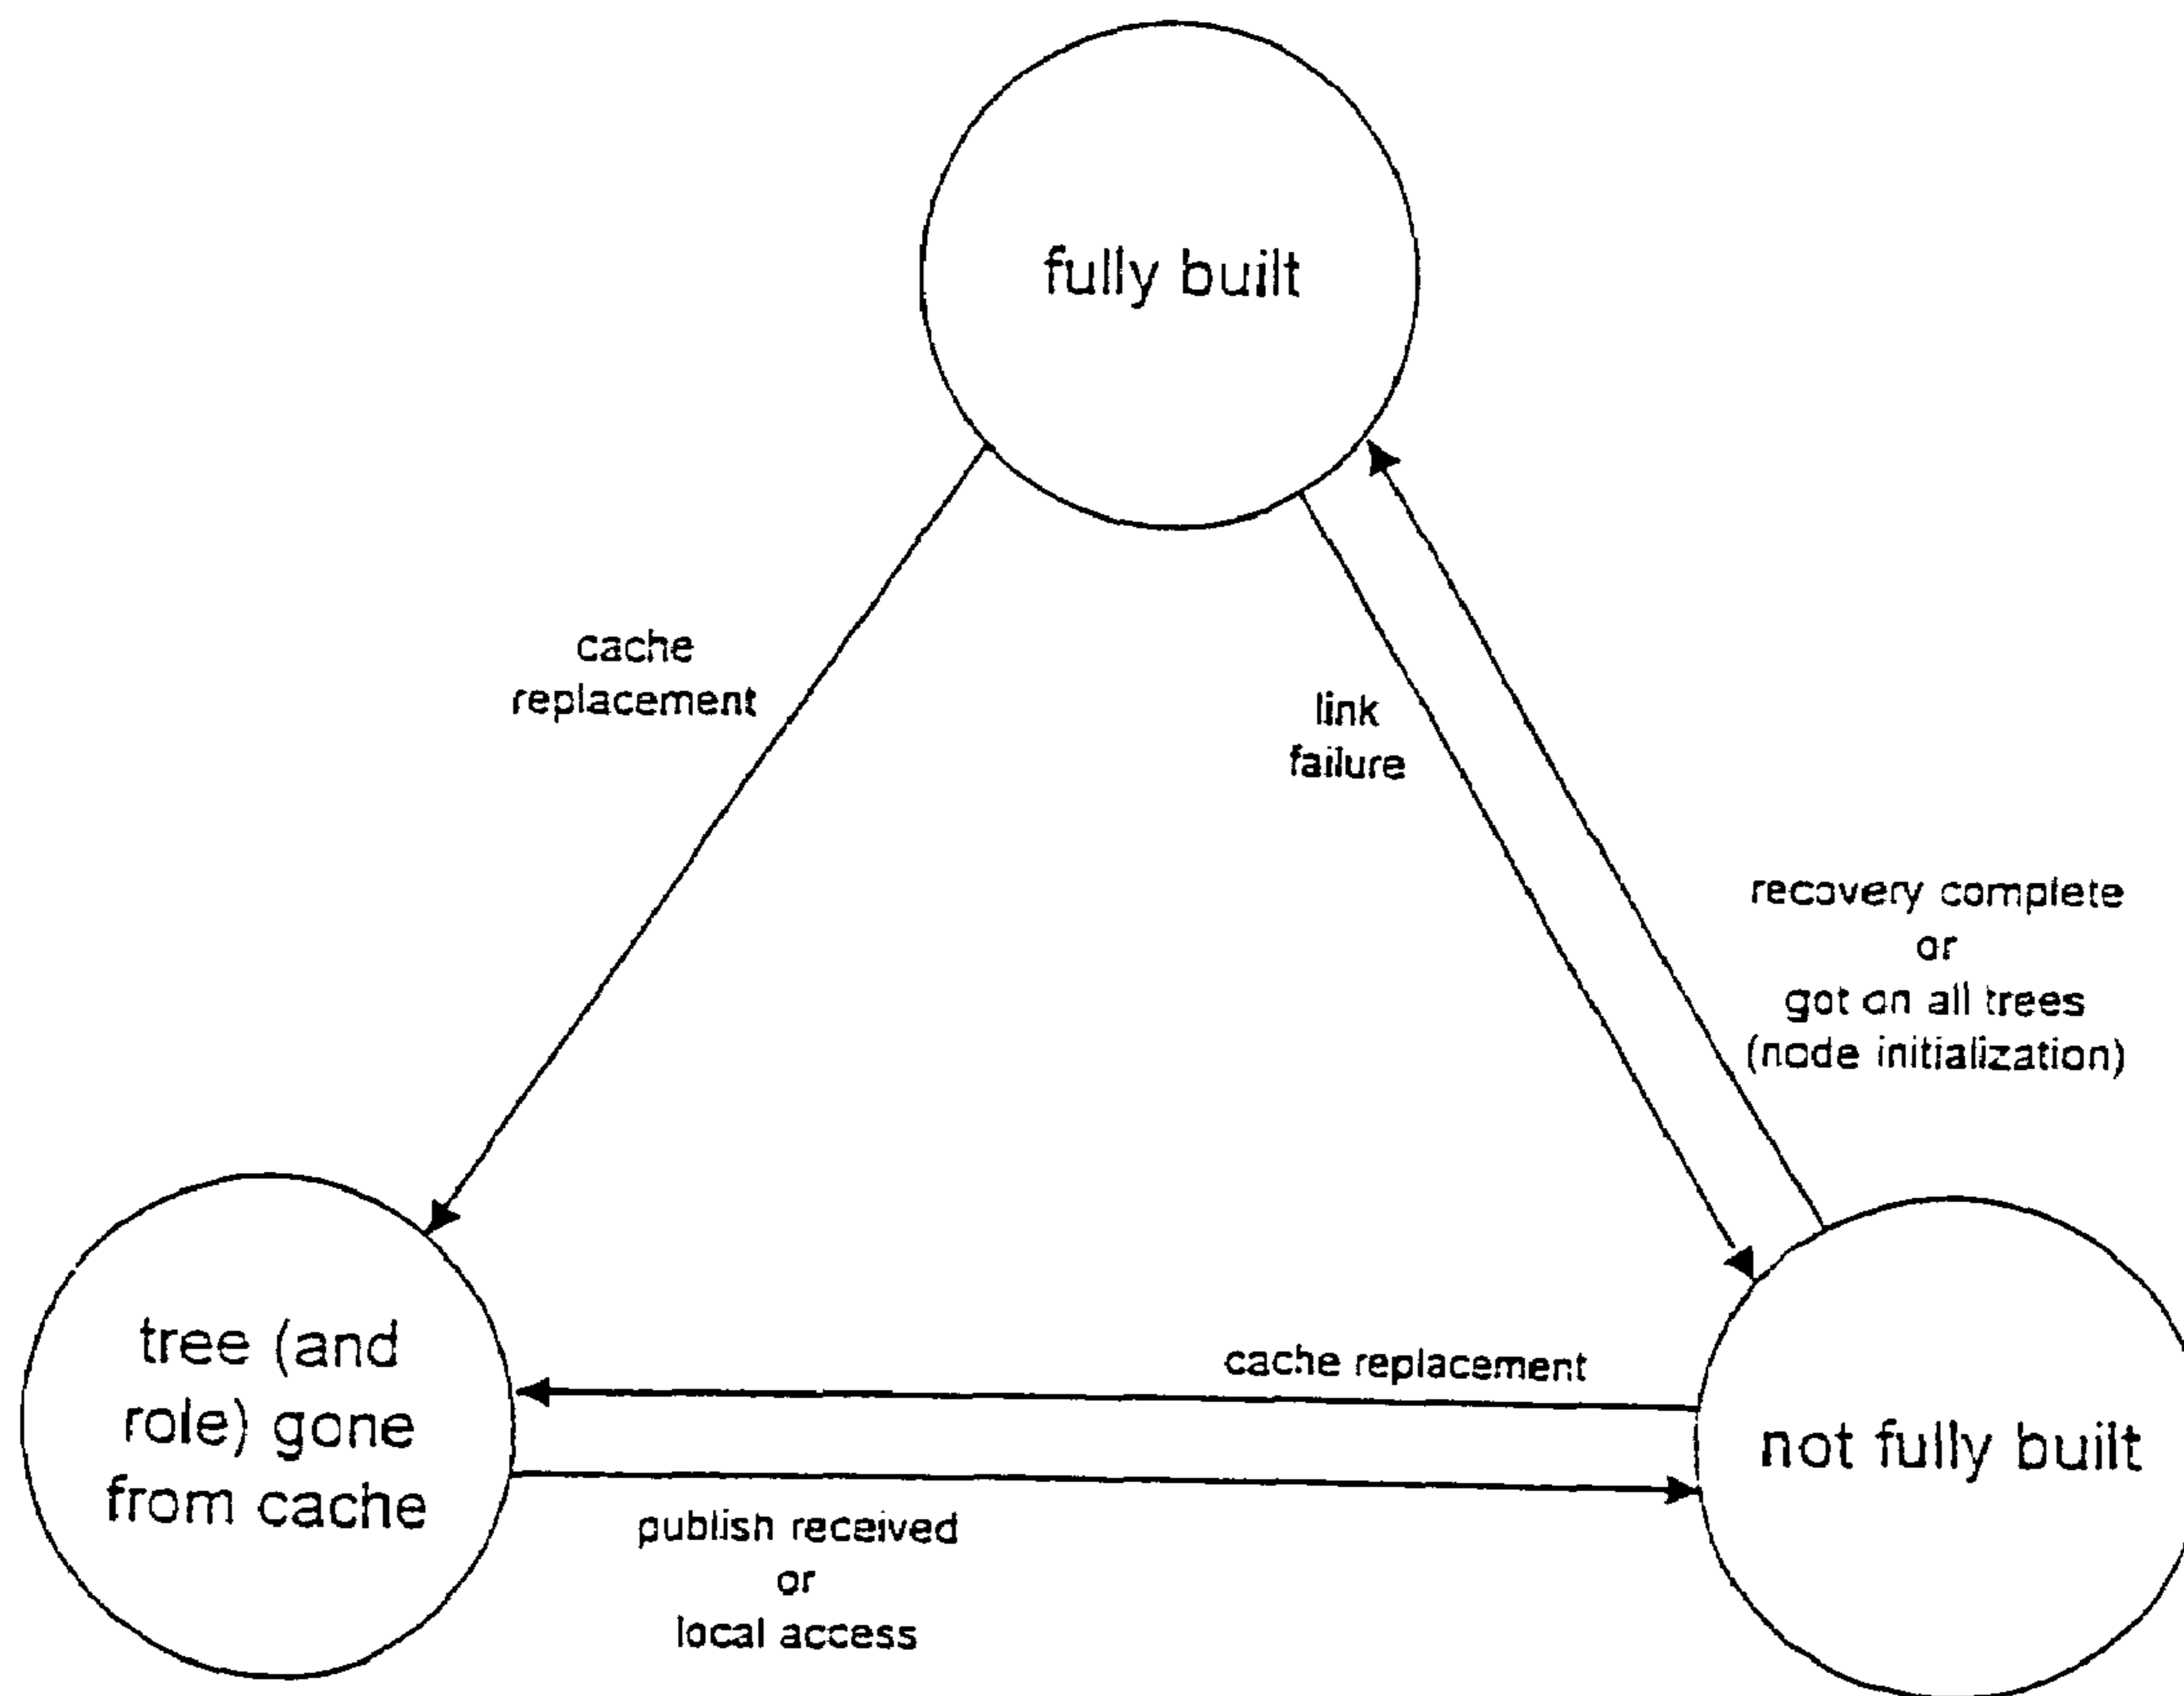 fully built
cache
replacement
link
failure
recovery complete
or
got on all trees
(node initialization)
tree (and
role) gone
from cache
cache replacement
not fully built
publish received
or
local access